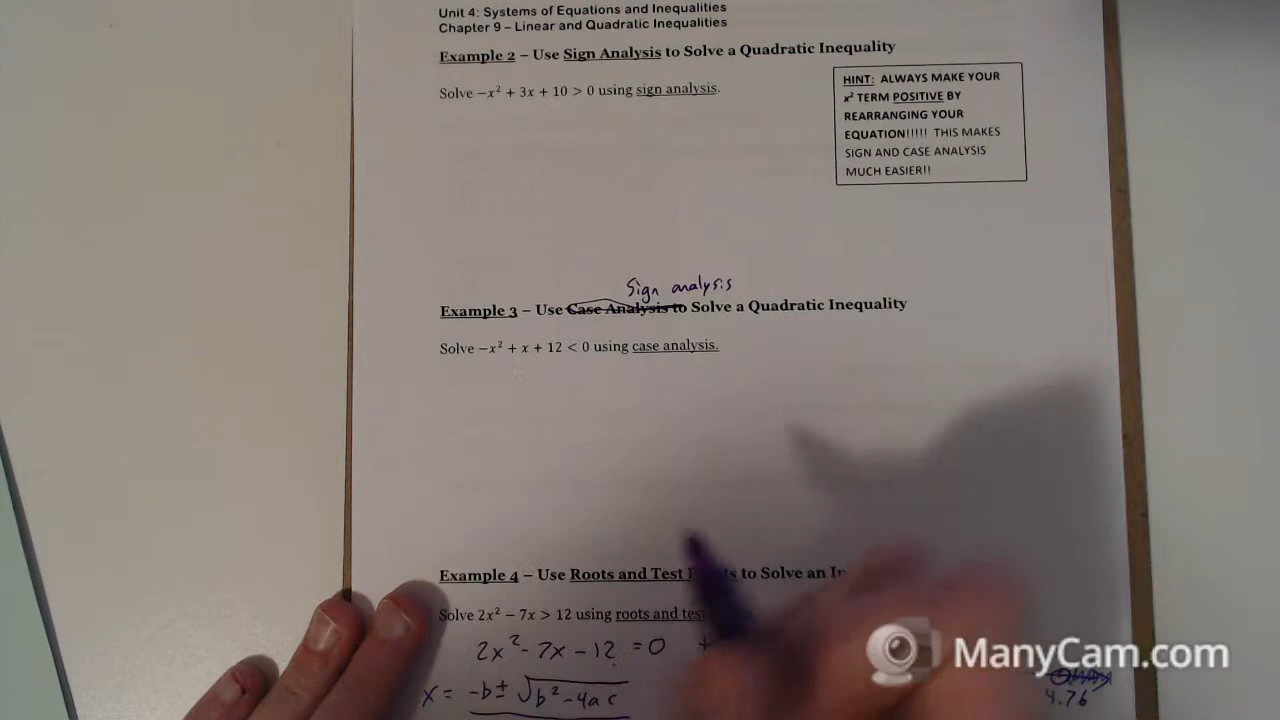 Unit 4: Systems of Equations and Inequalities
Chapter 9 – Linear and Quadratic Inequalities
Example 2 – Use Sign Analysis to Solve a Quadratic Inequality
Solve −x² + 3x + 10 > 0 using sign analysis.
HINT: ALWAYS MAKE YOUR
x² TERM POSITIVE BY
REARRANGING YOUR
EQUATION!!!!! THIS MAKES
SIGN AND CASE ANALYSIS
MUCH EASIER!!
Sign analysis
Example 3 – Use Case Analysis to Solve a Quadratic Inequality
Solve −x² + x + 12 < 0 using case analysis.
Example 4 – Use Roots and Test to Solve an
Solve 2x² − 7x > 12 using roots and
2x² - 7x - 12 = 0 +
x = -b ± √b² - 4ac
4.76
ManyCam.com